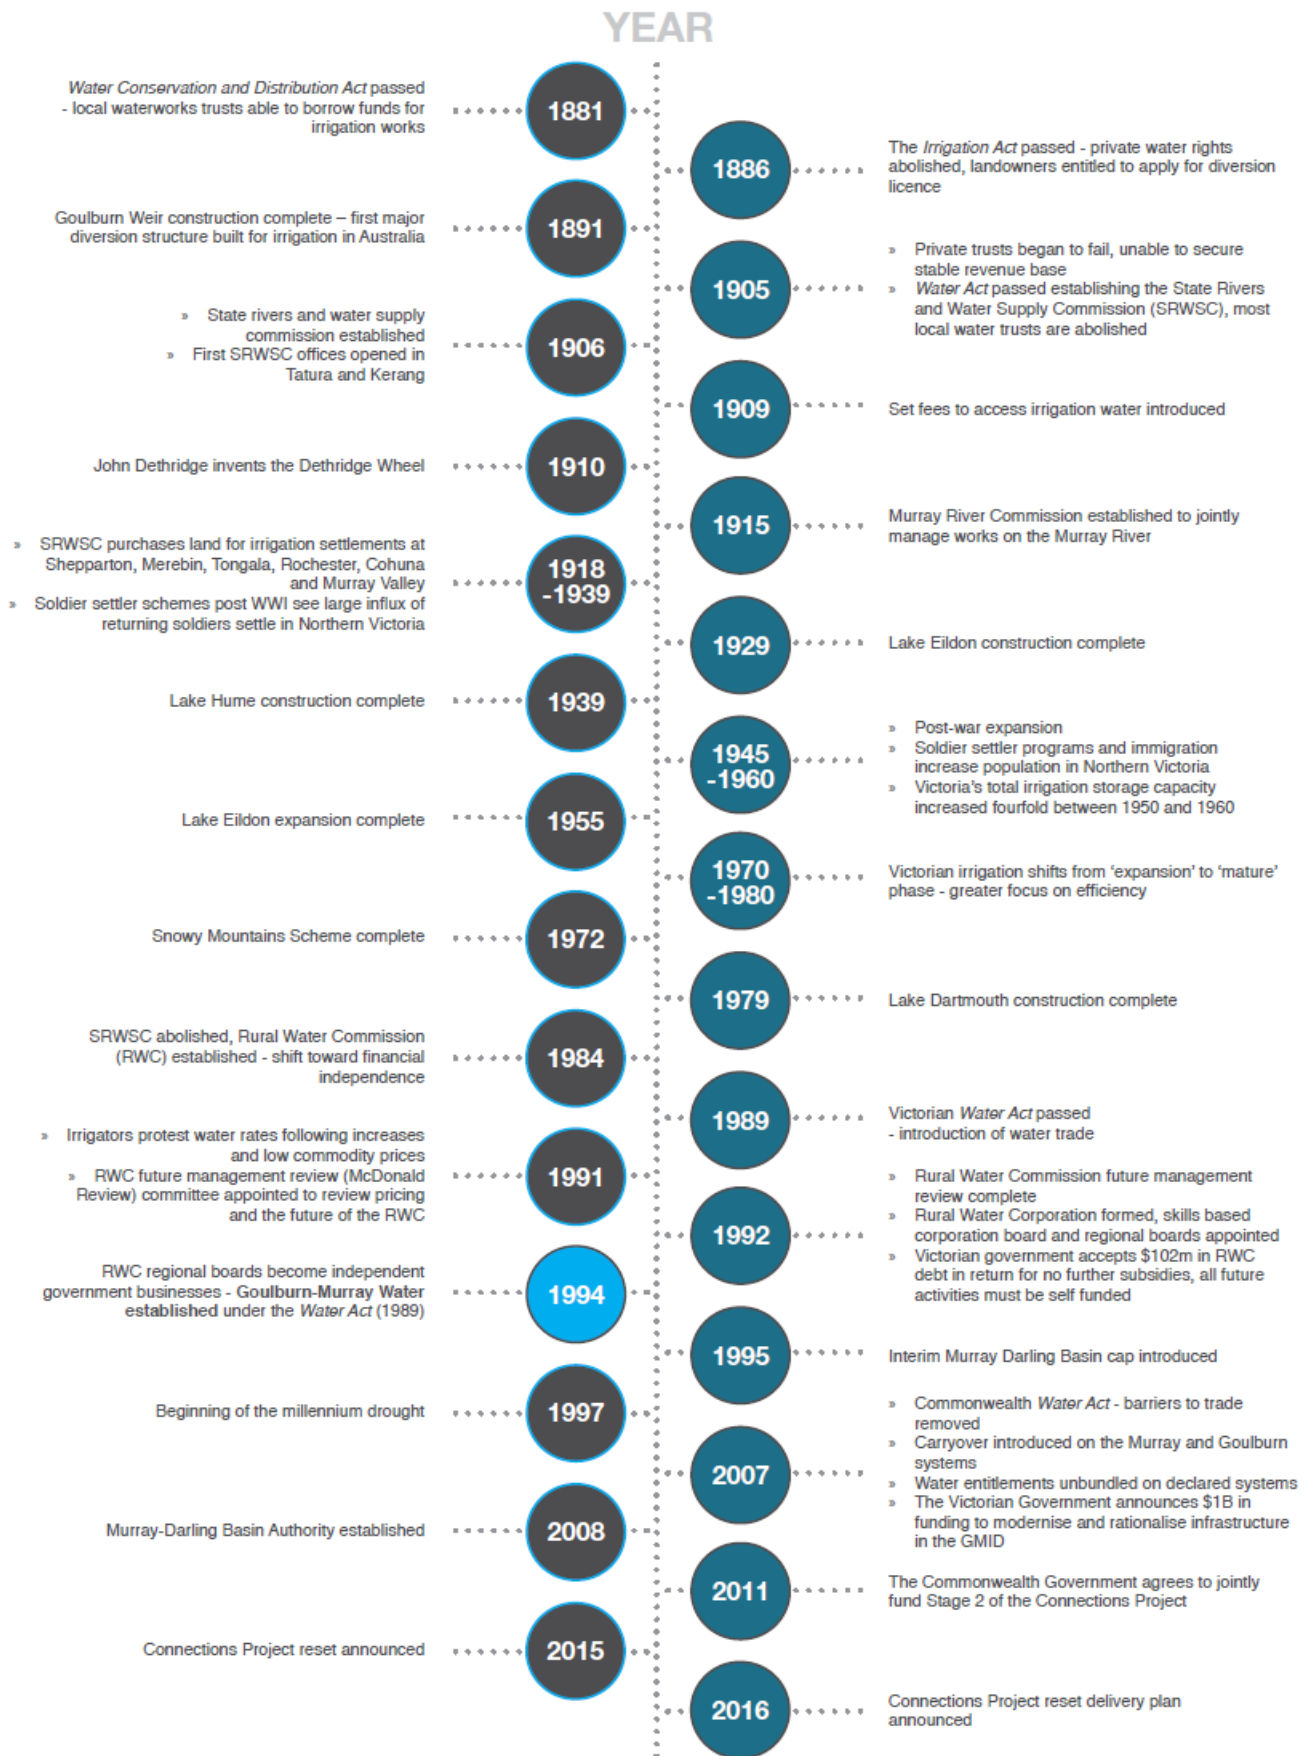 YEAR
Water Conservation and Distribution Act passed
- local waterworks trusts able to borrow funds for
irrigation works
1881
1886
The Irrigation Act passed - private water rights
abolished, landowners entitled to apply for diversion
licence
Goulburn Weir construction complete – first major
diversion structure built for irrigation in Australia
1891
1905
» Private trusts began to fail, unable to secure
stable revenue base
» Water Act passed establishing the State Rivers
and Water Supply Commission (SRWSC), most
local water trusts are abolished
» State rivers and water supply
commission established
» First SRWSC offices opened in
Tatura and Kerang
1906
1909
Set fees to access irrigation water introduced
John Dethridge invents the Dethridge Wheel
1910
1915
Murray River Commission established to jointly
manage works on the Murray River
» SRWSC purchases land for irrigation settlements at
Shepparton, Merebin, Tongala, Rochester, Cohuna
and Murray Valley
» Soldier settler schemes post WWI see large influx of
returning soldiers settle in Northern Victoria
1918
-1939
1929
Lake Eildon construction complete
Lake Hume construction complete
1939
1945
-1960
» Post-war expansion
» Soldier settler programs and immigration
increase population in Northern Victoria
» Victoria's total irrigation storage capacity
increased fourfold between 1950 and 1960
Lake Eildon expansion complete
1955
1970
-1980
Victorian irrigation shifts from ‘expansion’ to ‘mature’
phase - greater focus on efficiency
Snowy Mountains Scheme complete
1972
1979
Lake Dartmouth construction complete
SRWSC abolished, Rural Water Commission
(RWC) established - shift toward financial
independence
1984
1989
Victorian Water Act passed
- introduction of water trade
» Irrigators protest water rates following increases
and low commodity prices
» RWC future management review (McDonald
Review) committee appointed to review pricing
and the future of the RWC
1991
1992
» Rural Water Commission future management
review complete
» Rural Water Corporation formed, skills based
corporation board and regional boards appointed
» Victorian government accepts $102m in RWC
debt in return for no further subsidies, all future
activities must be self funded
RWC regional boards become independent
government businesses - Goulburn-Murray Water
established under the Water Act (1989)
1994
1995
Interim Murray Darling Basin cap introduced
Beginning of the millennium drought
1997
2007
» Commonwealth Water Act - barriers to trade
removed
» Carryover introduced on the Murray and Goulburn
systems
» Water entitlements unbundled on declared systems
» The Victorian Government announces $1B in
funding to modernise and rationalise infrastructure
in the GMID
Murray-Darling Basin Authority established
2008
2011
The Commonwealth Government agrees to jointly
fund Stage 2 of the Connections Project
Connections Project reset announced
2015
2016
Connections Project reset delivery plan
announced